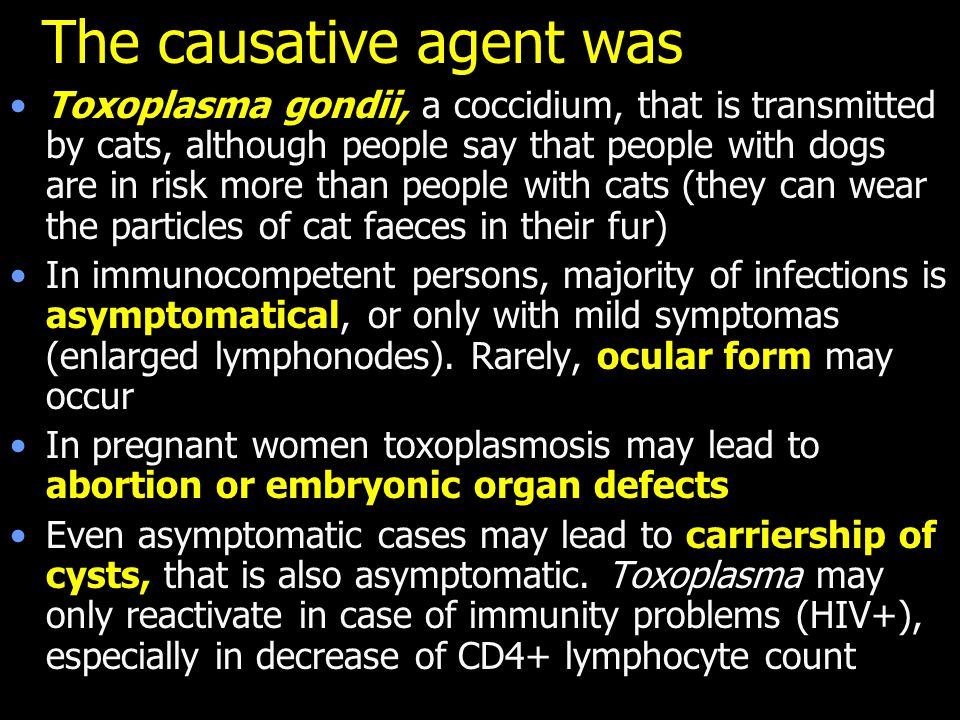 The causative agent was
• Toxoplasma gondii, a coccidium, that is transmitted
by cats, although people say that people with dogs
are in risk more than people with cats (they can wear
the particles of cat faeces in their fur)
• In immunocompetent persons, majority of infections is
asymptomatical, or only with mild symptomas
(enlarged lymphonodes). Rarely, ocular form may
occur
• In pregnant women toxoplasmosis may lead to
abortion or embryonic organ defects
• Even asymptomatic cases may lead to carriership of
cysts, that is also asymptomatic. Toxoplasma may
only reactivate in case of immunity problems (HIV+),
especially in decrease of CD4+ lymphocyte count